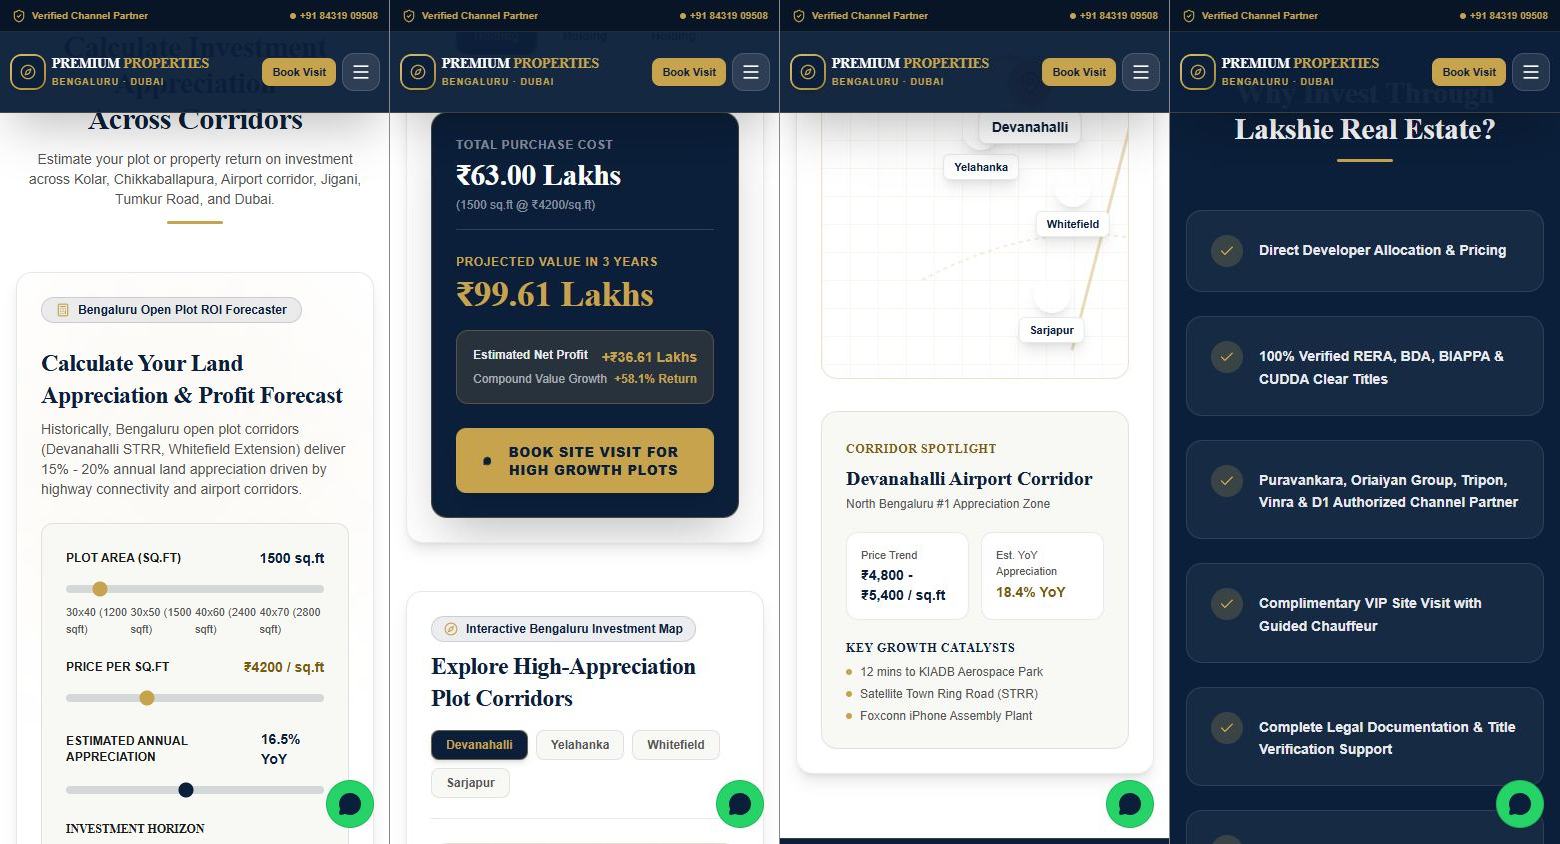 Verified Channel Partner
+91 84319 09508
Calculate Investment
PREMIUM PROPERTIES
BENGALURU · DUBAI
Book Visit
Appreciation
Across Corridors
Estimate your plot or property return on investment
across Kolar, Chikkaballapura, Airport corridor, Jigani,
Tumkur Road, and Dubai.
Bengaluru Open Plot ROI Forecaster
Calculate Your Land
Appreciation & Profit Forecast
Historically, Bengaluru open plot corridors
(Devanahalli STRR, Whitefield Extension) deliver
15% - 20% annual land appreciation driven by
highway connectivity and airport corridors.
PLOT AREA (SQ.FT)
1500 sq.ft
30x40 (1200 sqft)
30x50 (1500 sqft)
40x60 (2400 sqft)
40x70 (2800 sqft)
PRICE PER SQ.FT
₹4200 / sq.ft
ESTIMATED ANNUAL
APPRECIATION
16.5%
YoY
INVESTMENT HORIZON
Verified Channel Partner
+91 84319 09508
Holding
Holding
Holding
PREMIUM PROPERTIES
BENGALURU · DUBAI
Book Visit
TOTAL PURCHASE COST
₹63.00 Lakhs
(1500 sq.ft @ ₹4200/sq.ft)
PROJECTED VALUE IN 3 YEARS
₹99.61 Lakhs
Estimated Net Profit
+₹36.61 Lakhs
Compound Value Growth
+58.1% Return
BOOK SITE VISIT FOR
HIGH GROWTH PLOTS
Interactive Bengaluru Investment Map
Explore High-Appreciation
Plot Corridors
Devanahalli
Yelahanka
Whitefield
Sarjapur
Verified Channel Partner
+91 84319 09508
PREMIUM PROPERTIES
BENGALURU · DUBAI
Book Visit
Devanahalli
Yelahanka
Whitefield
Sarjapur
CORRIDOR SPOTLIGHT
Devanahalli Airport Corridor
North Bengaluru #1 Appreciation Zone
Price Trend
₹4,800 -
₹5,400 / sq.ft
Est. YoY
Appreciation
18.4% YoY
KEY GROWTH CATALYSTS
12 mins to KIADB Aerospace Park
Satellite Town Ring Road (STRR)
Foxconn iPhone Assembly Plant
Verified Channel Partner
+91 84319 09508
PREMIUM PROPERTIES
BENGALURU · DUBAI
Book Visit
Why Invest Through
Lakshie Real Estate?
Direct Developer Allocation & Pricing
100% Verified RERA, BDA, BIAPPA &
CUDDA Clear Titles
Puravankara, Oriaiyan Group, Tripon,
Vinra & D1 Authorized Channel Partner
Complimentary VIP Site Visit with
Guided Chauffeur
Complete Legal Documentation & Title
Verification Support